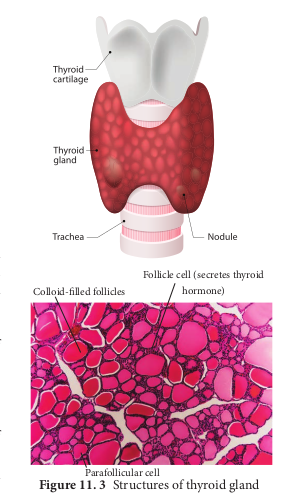 Thyroid
cartilage
Thyroid
gland
Trachea
Nodule
Follicle cell (secretes thyroid
hormone)
Colloid-filled follicles
Parafollicular cell
Figure 11. 3 Structures of thyroid gland